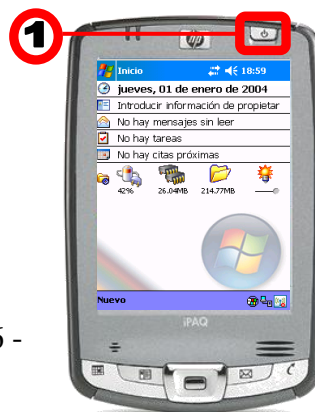 1
hp
Inicio 18:59
jueves, 01 de enero de 2004
Introducir información de propietar
No hay mensajes sin leer
No hay tareas
No hay citas próximas
42% 26.04MB 214.77MB
Nuevo
iPAQ
-